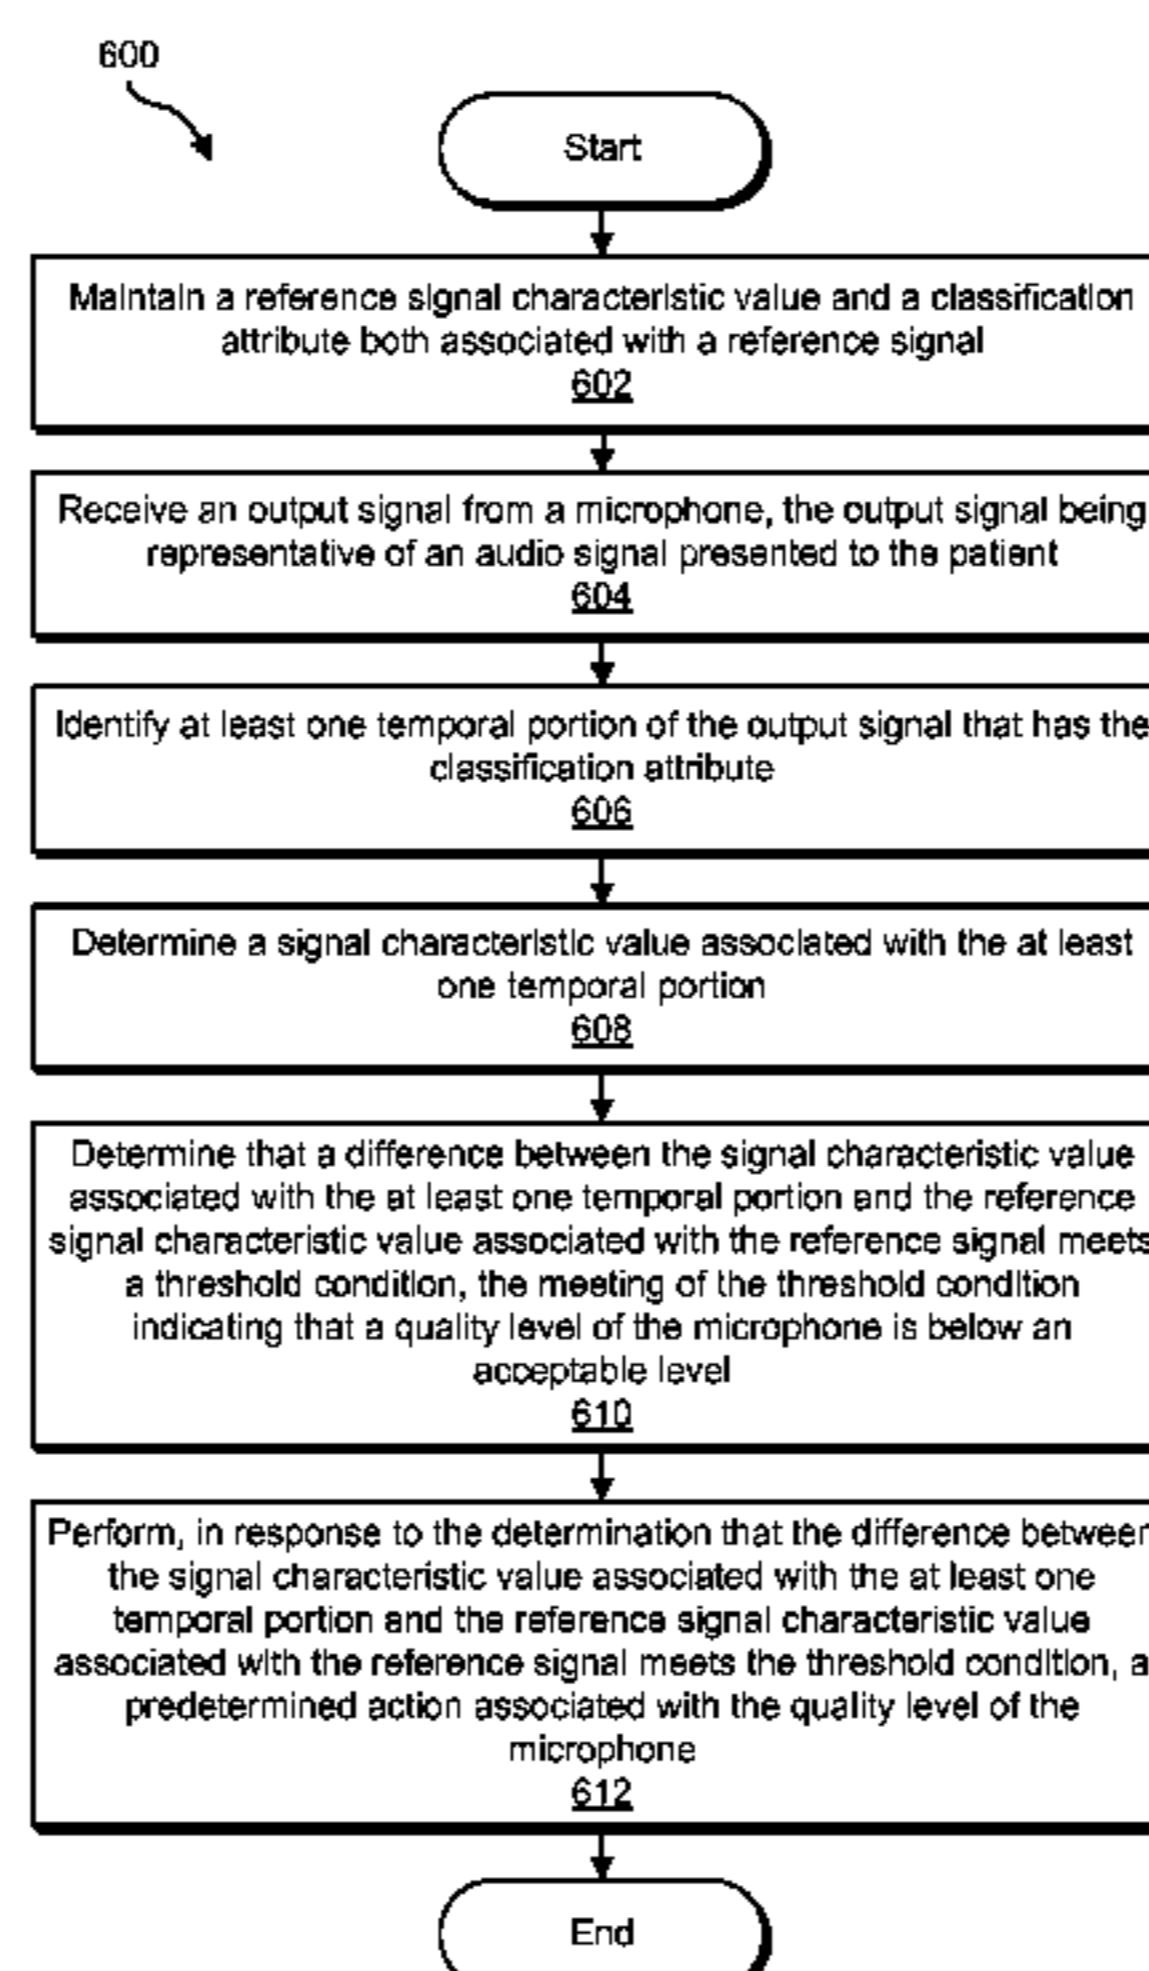 600
Start
Maintain a reference signal characteristic value and a classification
attribute both associated with a reference signal
602
Receive an output signal from a microphone, the output signal being
representative of an audio signal presented to the patient
604
Identify at least one temporal portion of the output signal that has the
classification attribute
606
Determine a signal characteristic value associated with the at least
one temporal portion
608
Determine that a difference between the signal characteristic value
associated with the at least one temporal portion and the reference
signal characteristic value associated with the reference signal meets
a threshold condition, the meeting of the threshold condition
indicating that a quality level of the microphone is below an
acceptable level
610
Perform, in response to the determination that the difference between
the signal characteristic value associated with the at least one
temporal portion and the reference signal characteristic value
associated with the reference signal meets the threshold condition, a
predetermined action associated with the quality level of the
microphone
612
End